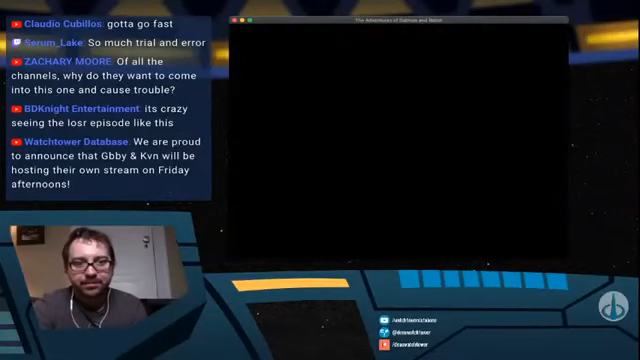 Claudio Cubillos: gotta go fast
Serum_Lake: So much trial and error
ZACHARY MOORE: Of all the
channels, why do they want to come
into this one and cause trouble?
BDKnight Entertainment: its crazy
seeing the losr episode like this
Watchtower Database: We are proud
to announce that Gbby & Kvn will be
hosting their own stream on Friday
afternoons!
The Adventures of Batman and Robin